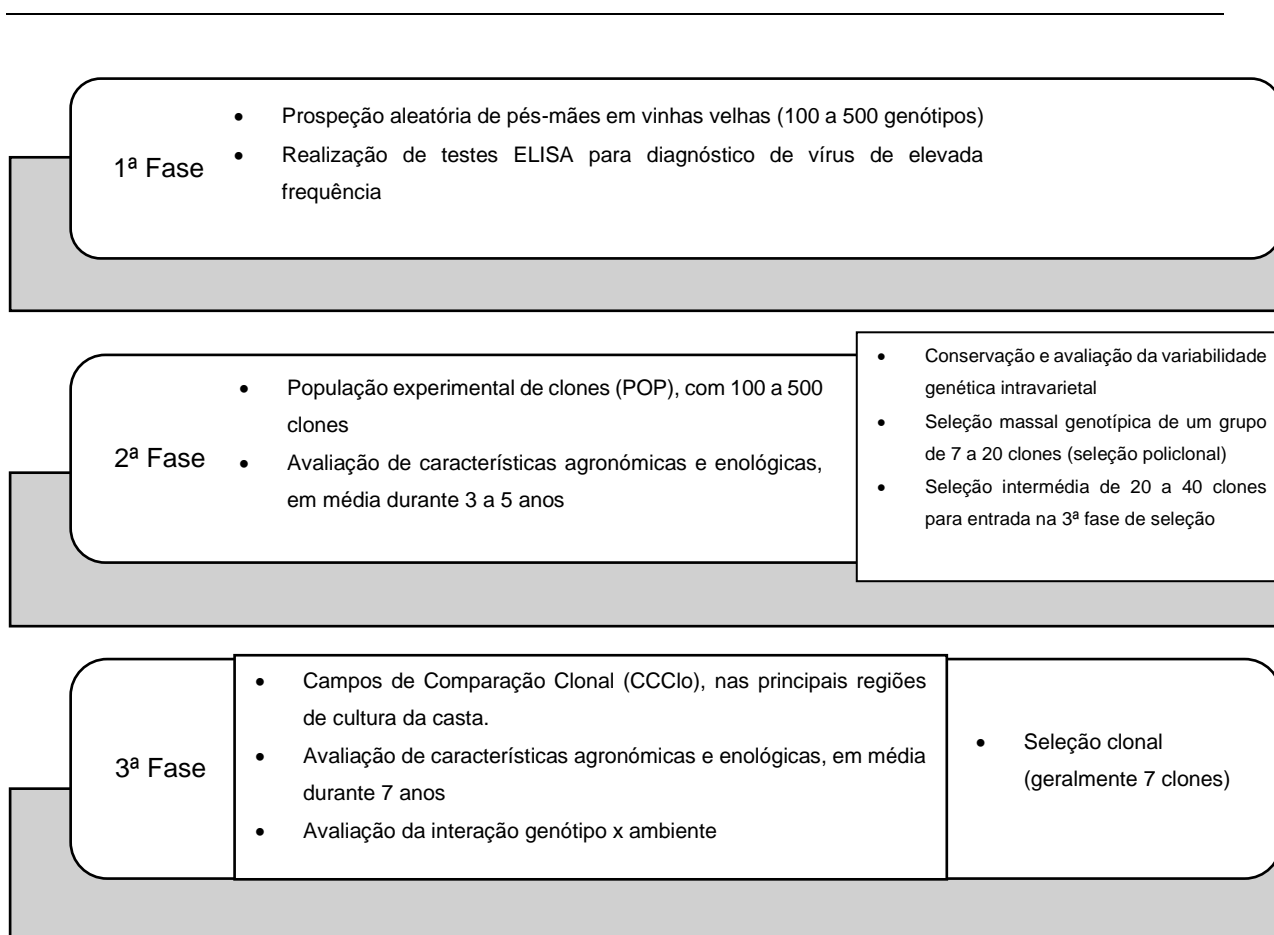 1ª Fase
• Prospeção aleatória de pés-mães em vinhas velhas (100 a 500 genótipos)
• Realização de testes ELISA para diagnóstico de vírus de elevada
frequência
2ª Fase
• População experimental de clones (POP), com 100 a 500
clones
• Avaliação de características agronómicas e enológicas,
em média durante 3 a 5 anos
• Conservação e avaliação da variabilidade
genética intravarietal
• Seleção massal genotípica de um grupo
de 7 a 20 clones (seleção policlonal)
• Seleção intermédia de 20 a 40 clones
para entrada na 3ª fase de seleção
3ª Fase
• Campos de Comparação Clonal (CCClo), nas principais regiões
de cultura da casta.
• Avaliação de características agronómicas e enológicas, em média
durante 7 anos
• Avaliação da interação genótipo x ambiente
• Seleção clonal
(geralmente 7 clones)